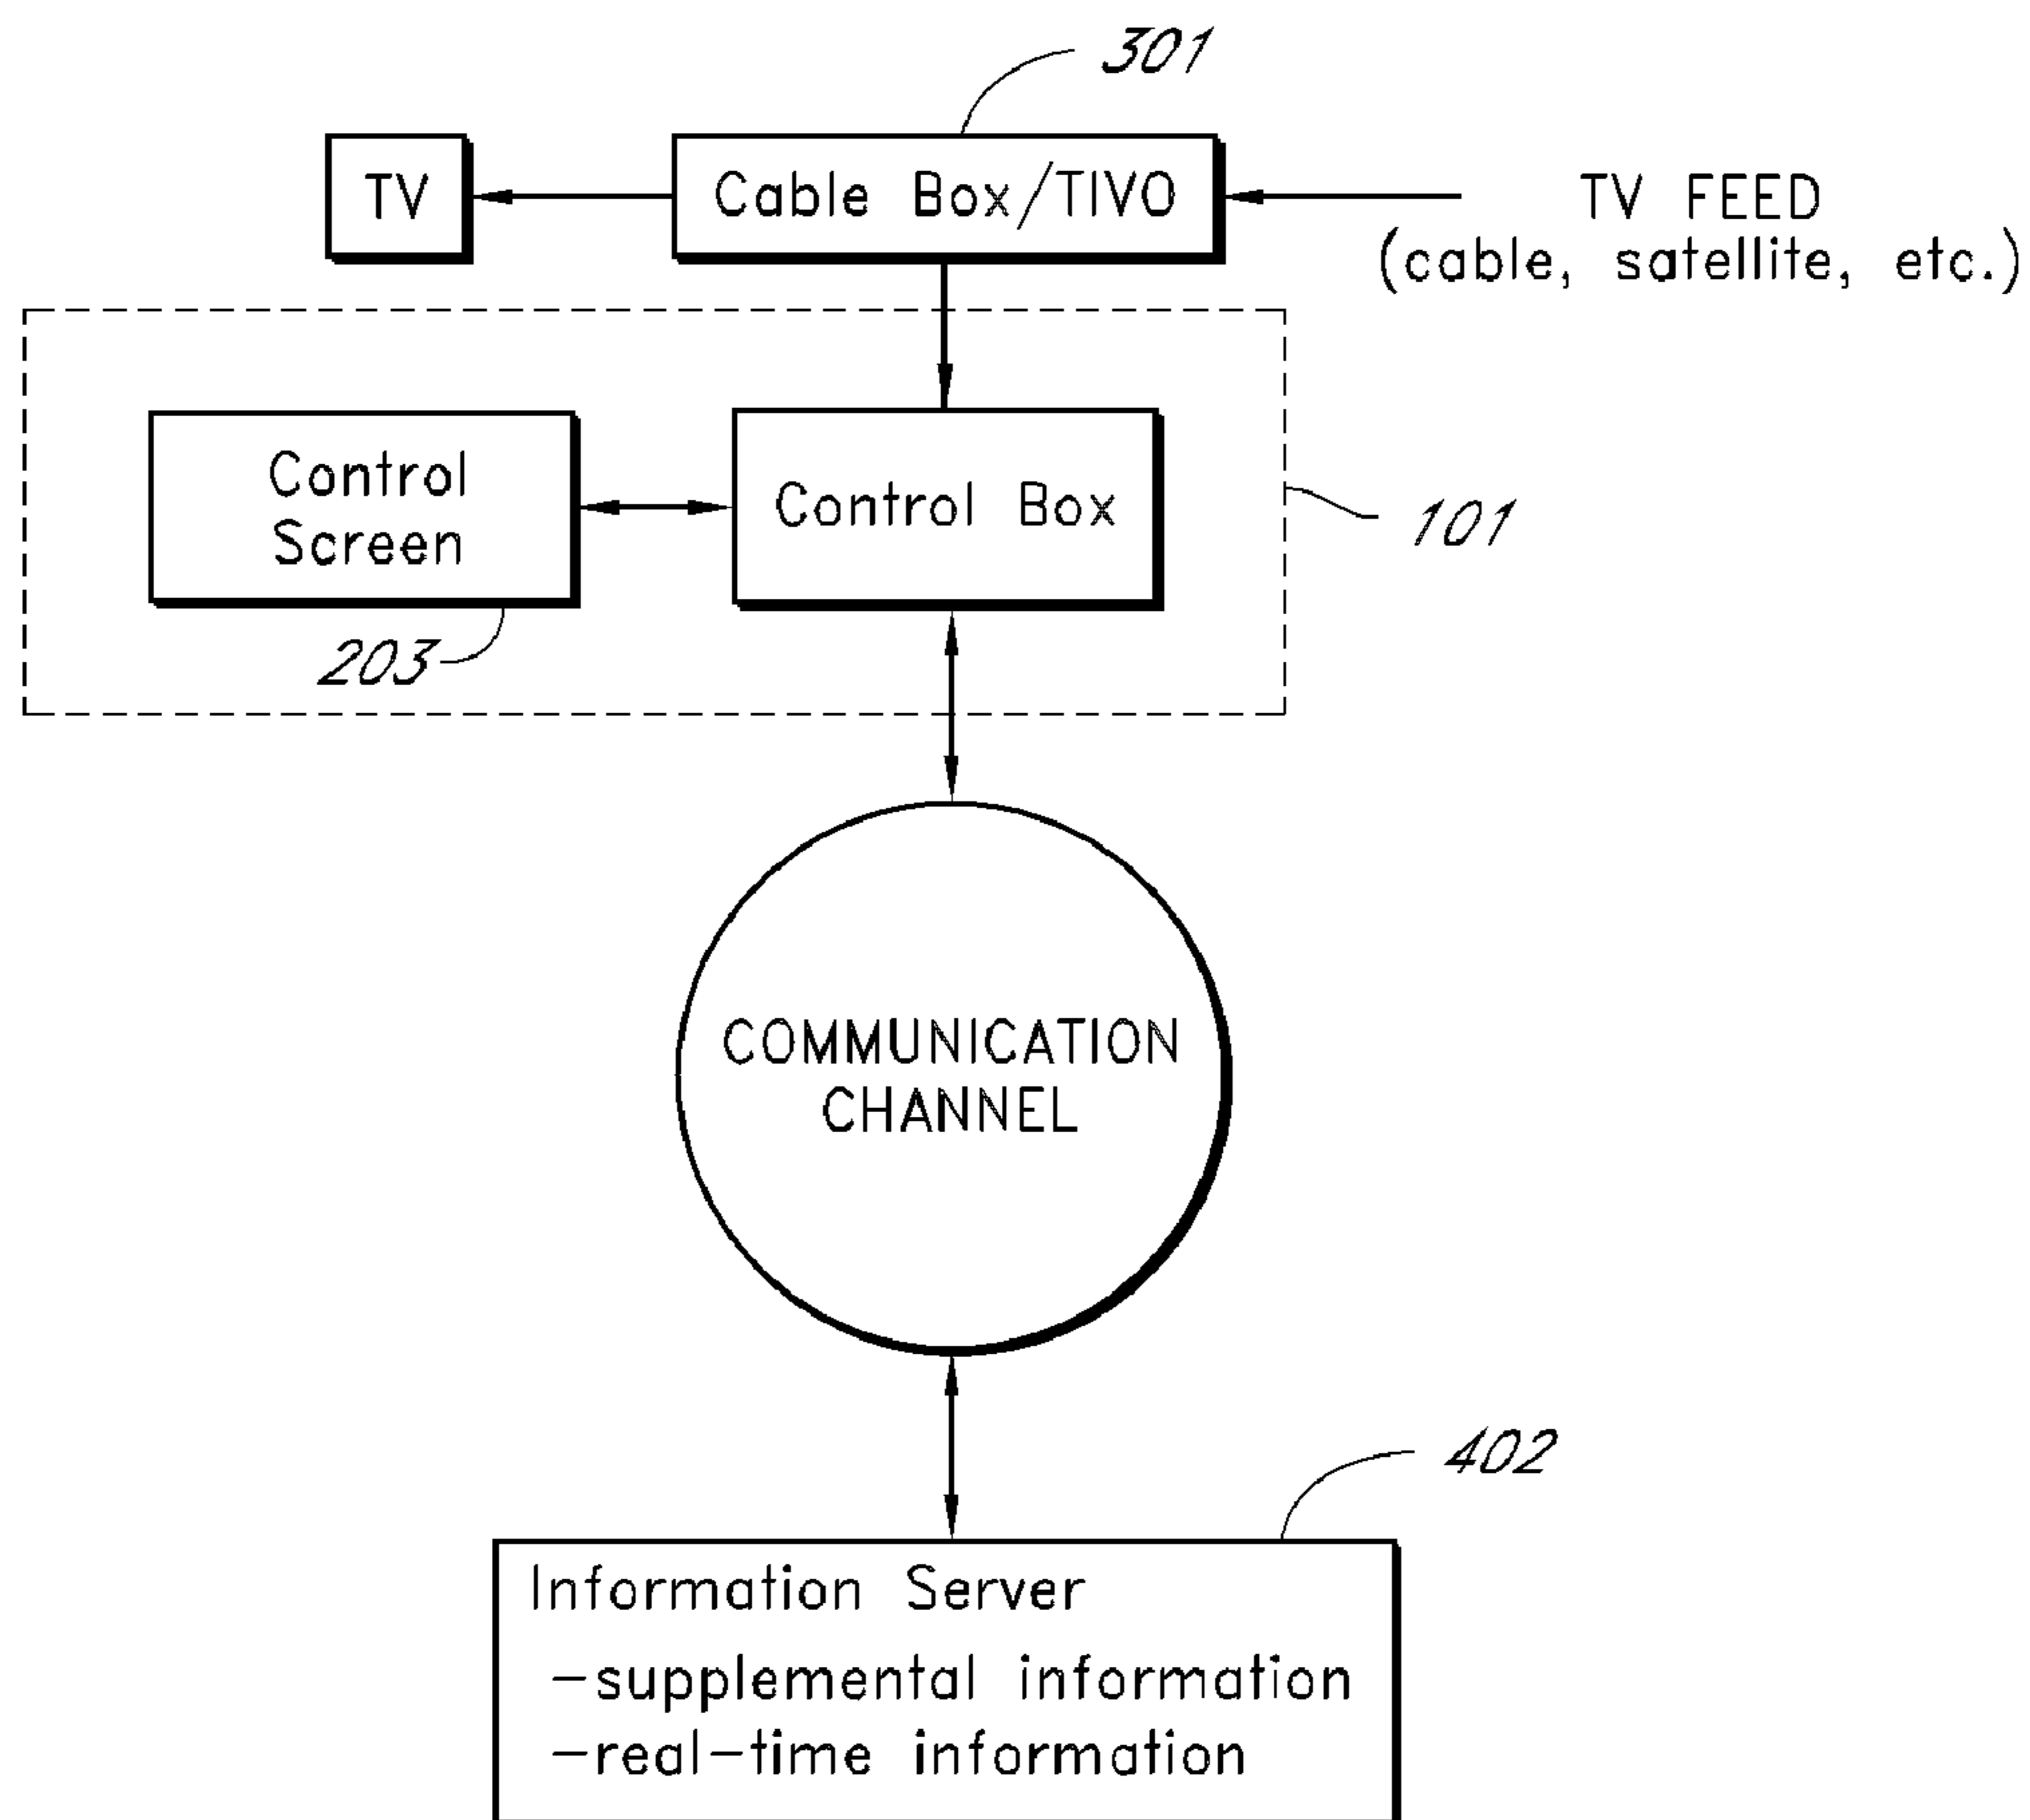 301
TV
Cable Box/TIVO
TV FEED
(cable, satellite, etc.)
Control
Screen
Control Box
101
203
COMMUNICATION
CHANNEL
402
Information Server
-supplemental information
-real-time information